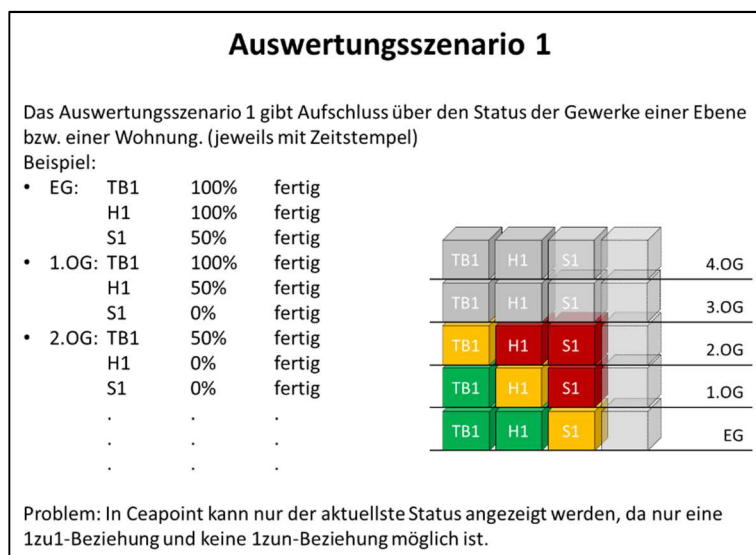 Auswertungsszenario 1
Das Auswertungsszenario 1 gibt Aufschluss über den Status der Gewerke einer Ebene
bzw. einer Wohnung. (jeweils mit Zeitstempel)
Beispiel:
• EG: TB1 100% fertig
H1 100% fertig
S1 50% fertig
• 1.OG: TB1 100% fertig
H1 50% fertig
S1 0% fertig
• 2.OG: TB1 50% fertig
H1 0% fertig
S1 0% fertig
. . .
. . .
. . .
TB1 H1 S1 4.OG
TB1 H1 S1 3.OG
TB1 H1 S1 2.OG
TB1 H1 S1 1.OG
TB1 H1 S1 EG
Problem: In Ceapoint kann nur der aktuellste Status angezeigt werden, da nur eine
1zu1-Beziehung und keine 1zun-Beziehung möglich ist.